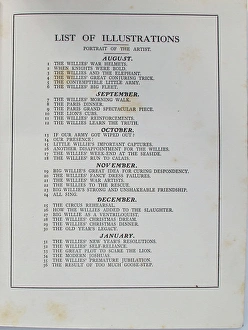 LIST OF ILLUSTRATIONS
PORTRAIT OF THE ARTIST.
AUGUST.
1 THE WILLIES' WAR HELMETS.
2 WHEN KNIGHTS WERE BOLD.
3 THE WILLIES AND THE ELEPHANT.
4 THE WILLIES' GREAT CONJURING TRICK.
5 THE CONTEMPTIBLE LITTLE ARMY.
6 THE WILLIES' BIG FLEET.
SEPTEMBER.
7 THE WILLIES' MORNING WALK.
8 THE PARIS DINNER.
9 THE PARIS GRAND SPECTACULAR PIECE.
10 THE LION'S CUBS.
11 THE WILLIES' REINFORCEMENTS.
12 THE WILLIES LEARN THE TRUTH.
OCTOBER.
13 IF OUR ARMY GOT WIPED OUT!
14 OUR PRESENCE!
15 LITTLE WILLIE'S IMPORTANT CAPTURES.
16 ANOTHER DISAPPOINTMENT FOR THE WILLIES.
17 THE WILLIES' WEEK-END AT THE SEASIDE.
18 THE WILLIES' RUN TO CALAIS.
NOVEMBER.
19 BIG WILLIE'S GREAT IDEA FOR CURING DESPONDENCY.
20 THE WILLIES' FANCY DRESS FAILURES.
21 THE WILLIES' WAR ARTISTS.
22 THE WILLIES TO THE RESCUE.
23 BIG WILLIE'S STRONG AND UNSHAKEABLE FRIENDSHIP.
24 ALL SING.
DECEMBER.
25 THE CIRCUS REHEARSAL.
26 HOW THE WILLIES ADDED TO THE SLAUGHTER.
27 BIG WILLIE AS A VENTRILOQUIST.
28 THE WILLIES' CHRISTMAS DREAM.
29 THE WILLIES' CHRISTMAS DINNER.
30 THE OLD YEAR'S LEGACY.
JANUARY.
31 THE WILLIES' NEW YEAR'S RESOLUTIONS.
32 THE WILLIES' SELF-DECEPTION.
33 THE GREAT PLOT TO SCARE THE LION.
34 THE MODERN JOSHUAS.
35 THE WILLIES' PREMATURE JUBILATION.
36 THE RESULT OF TOO MUCH GOOSE-STEP.